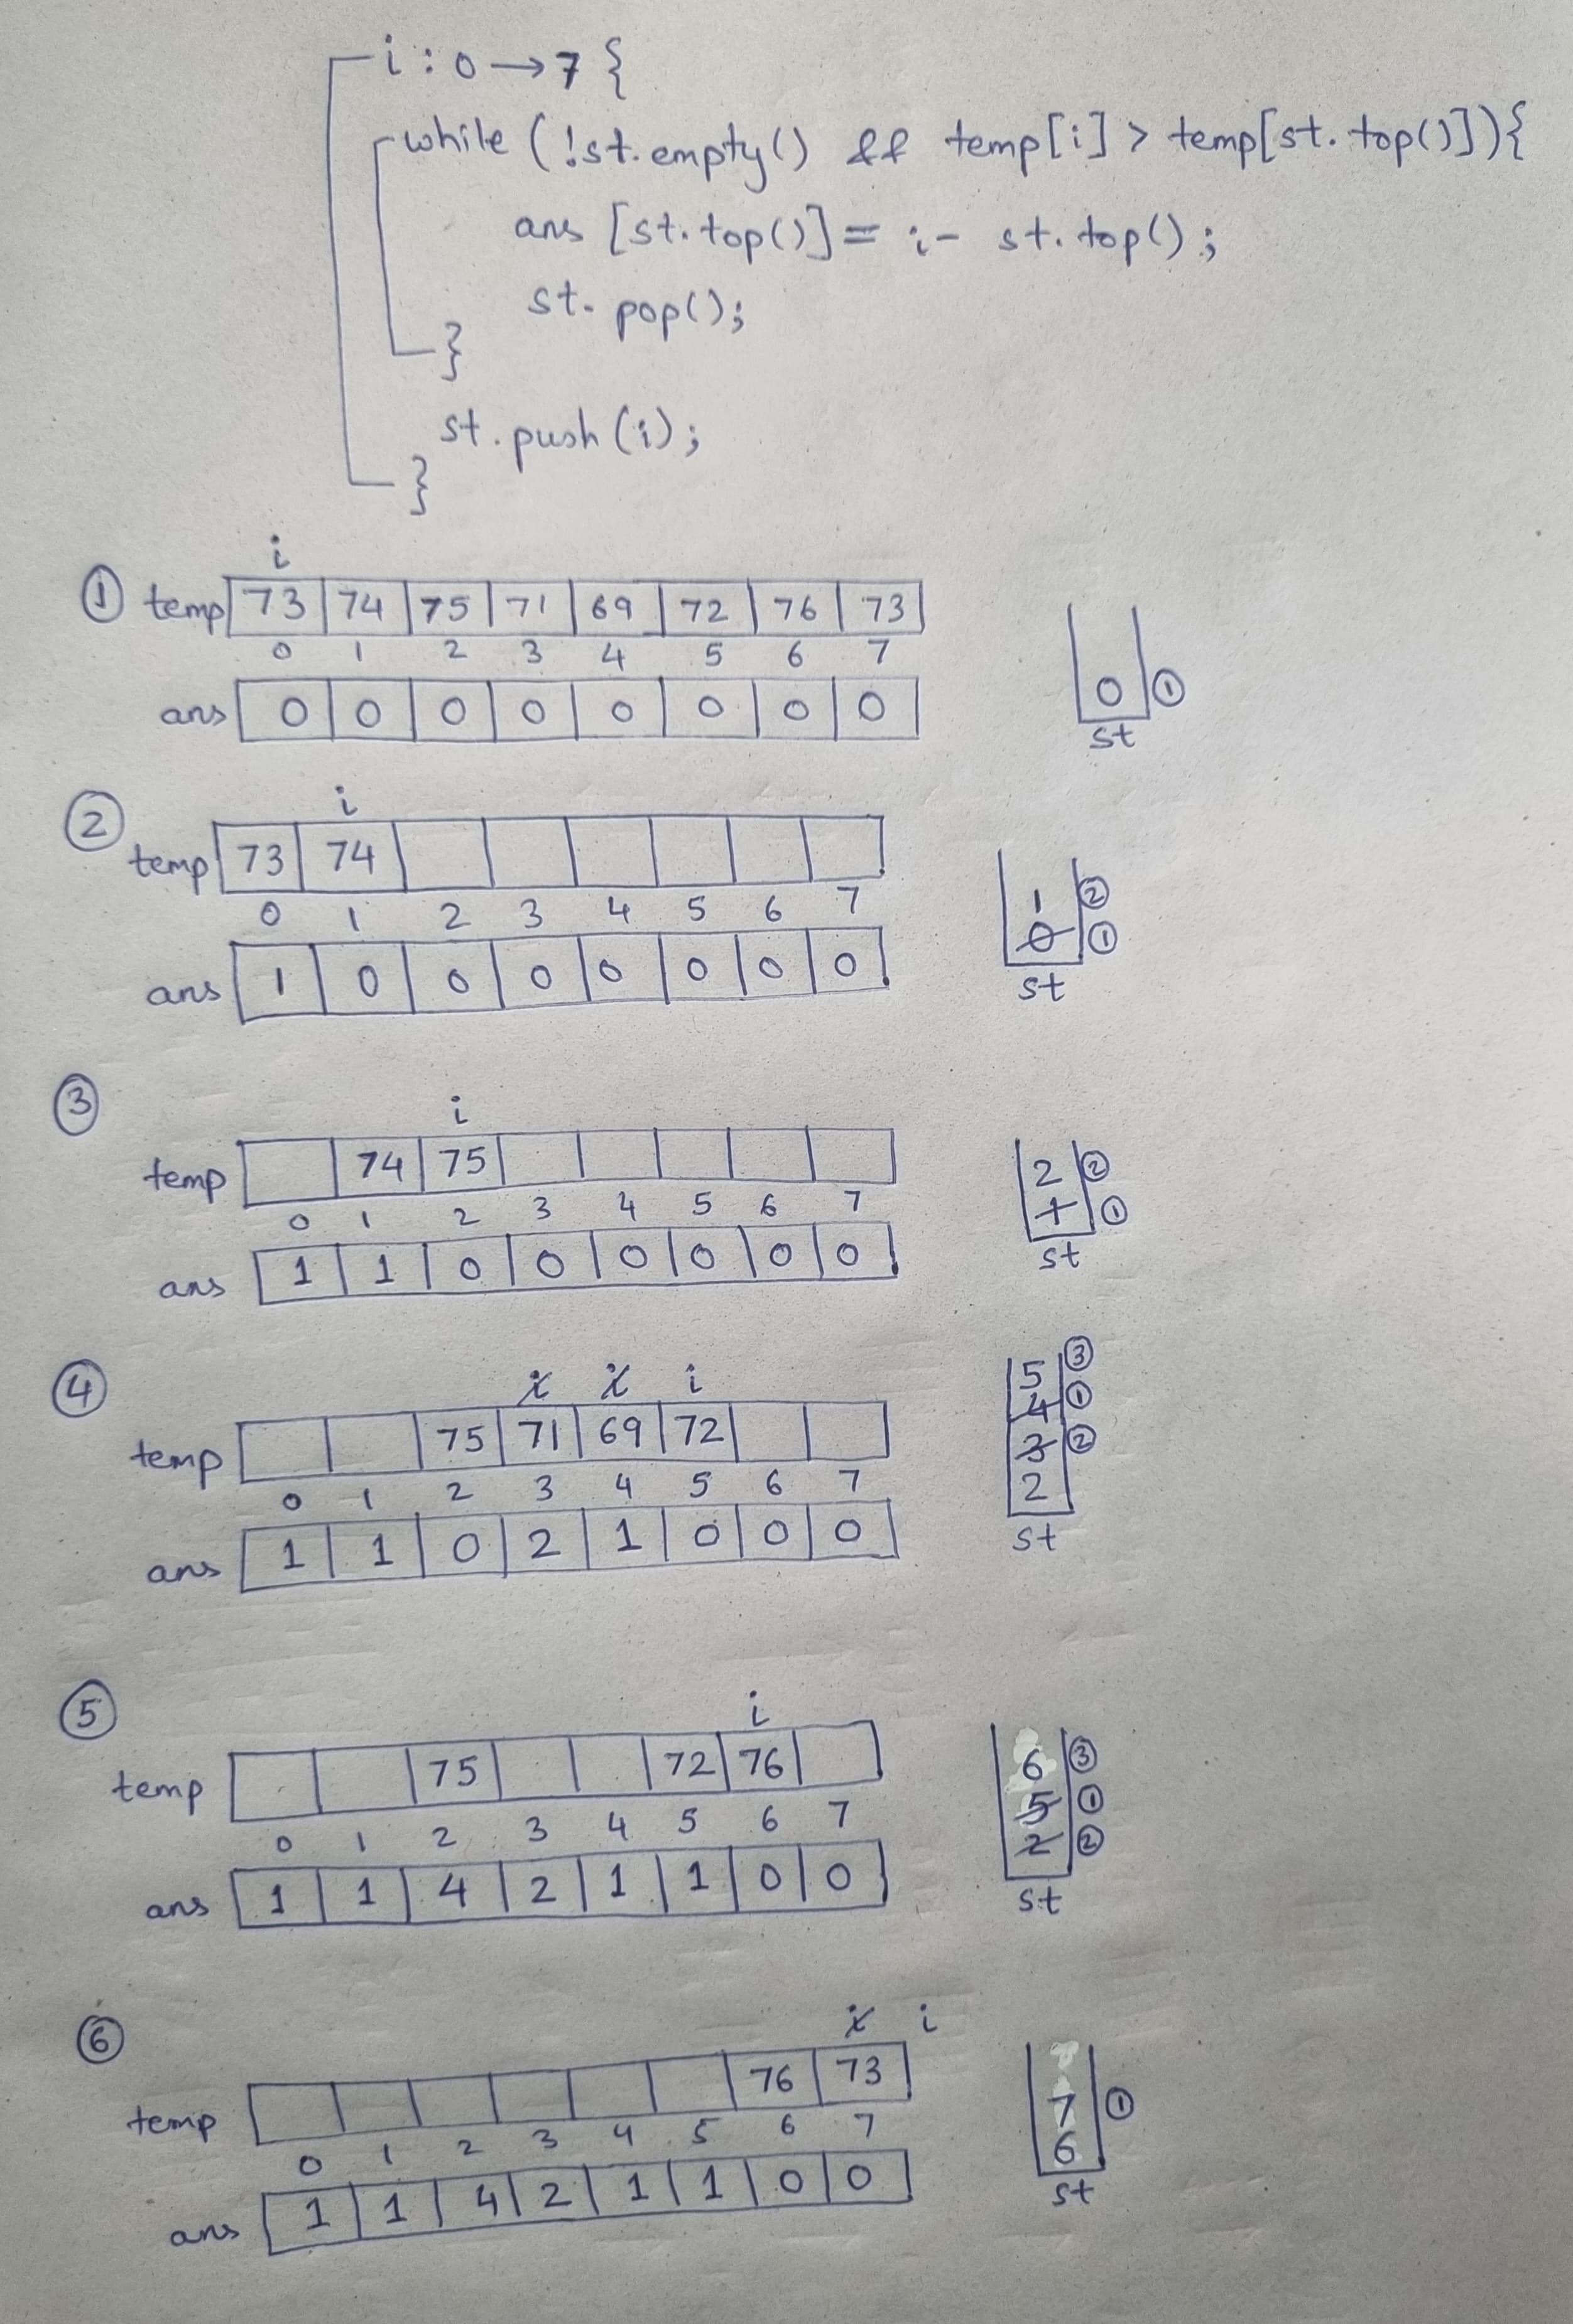 i : 0 → 7 {
while ( !st.empty() && temp[i] > temp[st.top()]){
ans [st.top()] = i - st.top();
st.pop();
}
st.push(i);
}
i
① temp 73 74 75 71 69 72 76 73
0 1 2 3 4 5 6 7
ans 0 0 0 0 0 0 0 0
0 ①
st
②
i
temp 73 74
0 1 2 3 4 5 6 7
ans 1 0 0 0 0 0 0 0
1 ②
0 ①
st
③
i
temp 74 75
0 1 2 3 4 5 6 7
ans 1 1 0 0 0 0 0 0
2 ②
1 ①
st
④
i i i
temp 75 71 69 72
0 1 2 3 4 5 6 7
ans 1 1 0 2 1 0 0 0
5 ③
4 ①
3 ②
2
st
⑤
i
temp 75 72 76
0 1 2 3 4 5 6 7
ans 1 1 4 2 1 1 0 0
6 ③
5 ①
2 ②
st
⑥
i i
temp 76 73
0 1 2 3 4 5 6 7
ans 1 1 4 2 1 1 0 0
7 ①
6
st